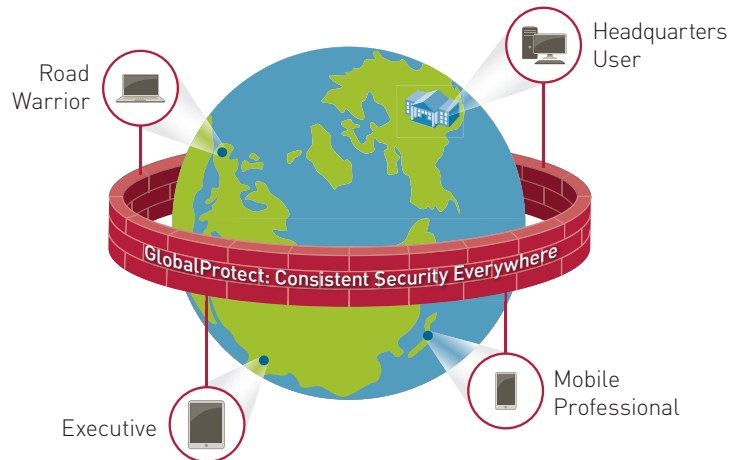 Headquarters
User
Road
Warrior
GlobalProtect: Consistent Security Everywhere
Mobile
Professional
Executive